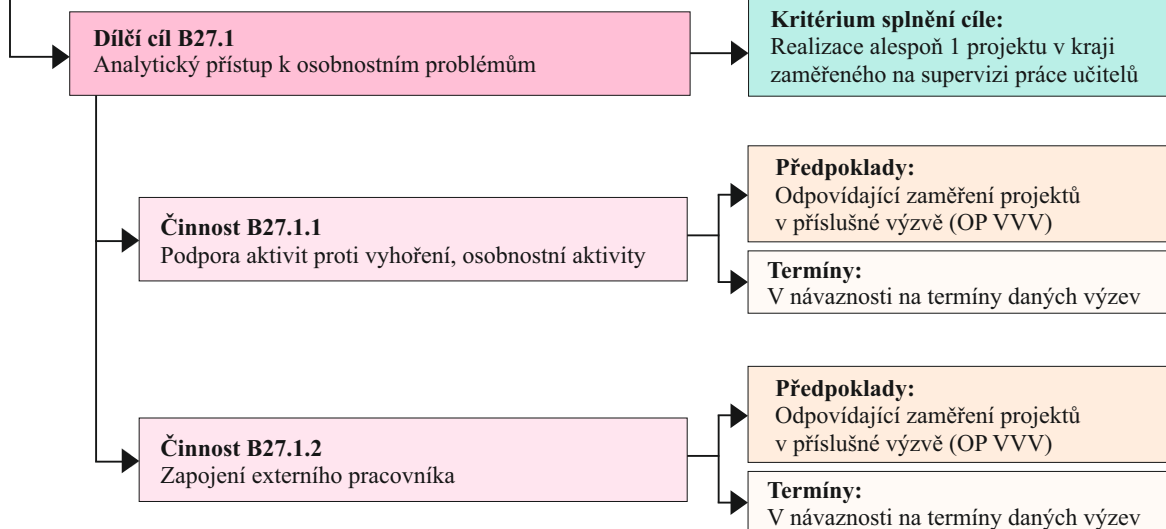 Dílčí cíl B27.1
Analytický přístup k osobnostním problémům
Kritérium splnění cíle:
Realizace alespoň 1 projektu v kraji
zaměřeného na supervizi práce učitelů
Činnost B27.1.1
Podpora aktivit proti vyhoření, osobnostní aktivity
Předpoklady:
Odpovídající zaměření projektů
v příslušné výzvě (OP VVV)
Termíny:
V návaznosti na termíny daných výzev
Činnost B27.1.2
Zapojení externího pracovníka
Předpoklady:
Odpovídající zaměření projektů
v příslušné výzvě (OP VVV)
Termíny:
V návaznosti na termíny daných výzev